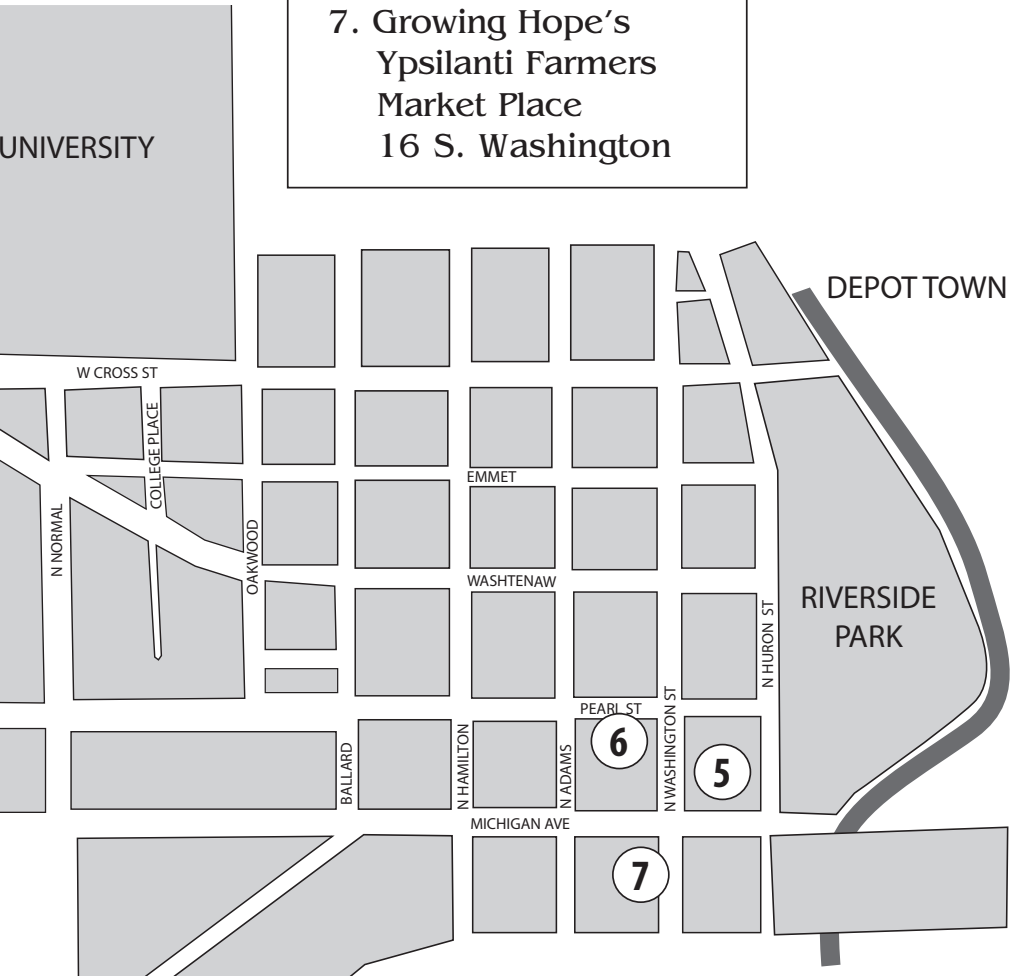 7. Growing Hope's
Ypsilanti Farmers
Market Place
16 S. Washington
UNIVERSITY
DEPOT TOWN
W CROSS ST
COLLEGE PLACE
EMMET
N NORMAL
OAKWOOD
WASHTENAW
RIVERSIDE
PARK
N HURON ST
PEARL ST
N WASHINGTON ST
6
5
BALLARD
N HAMILTON
N ADAMS
MICHIGAN AVE
7